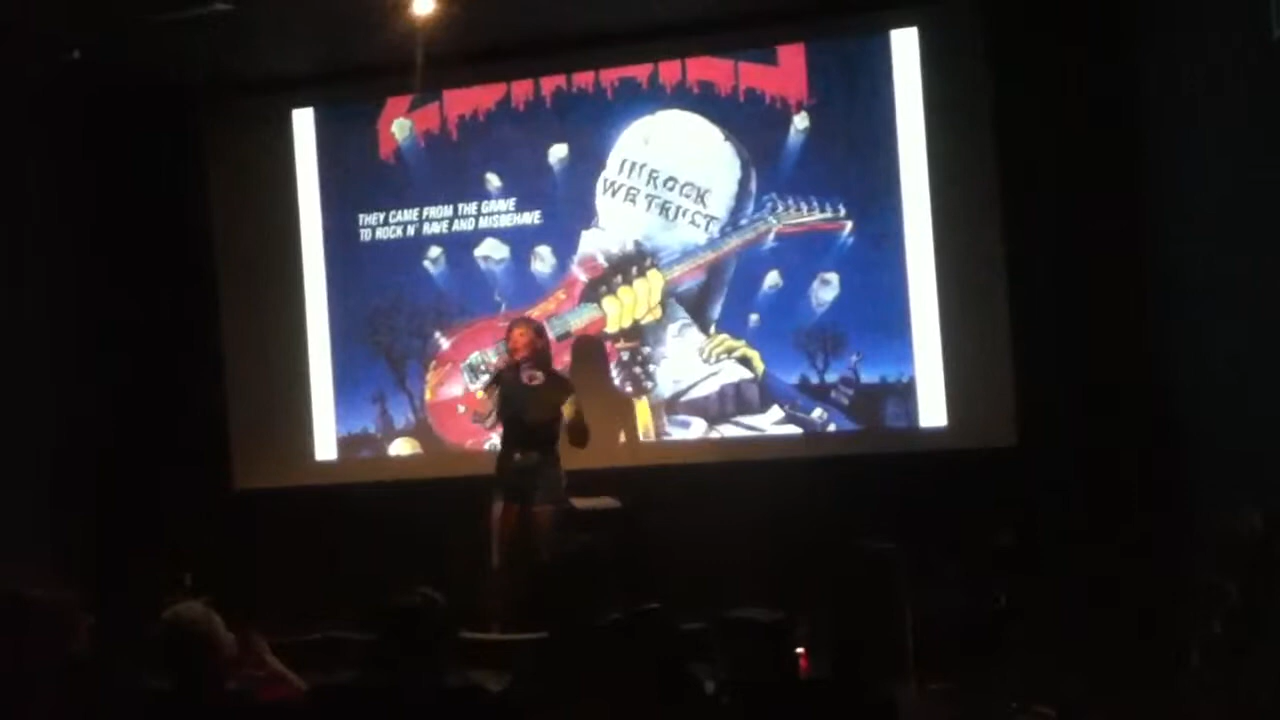 THEY CAME FROM THE GRAVE
TO ROCK N' RAVE AND MISBEHAVE.
IN ROCK
WE TRUST